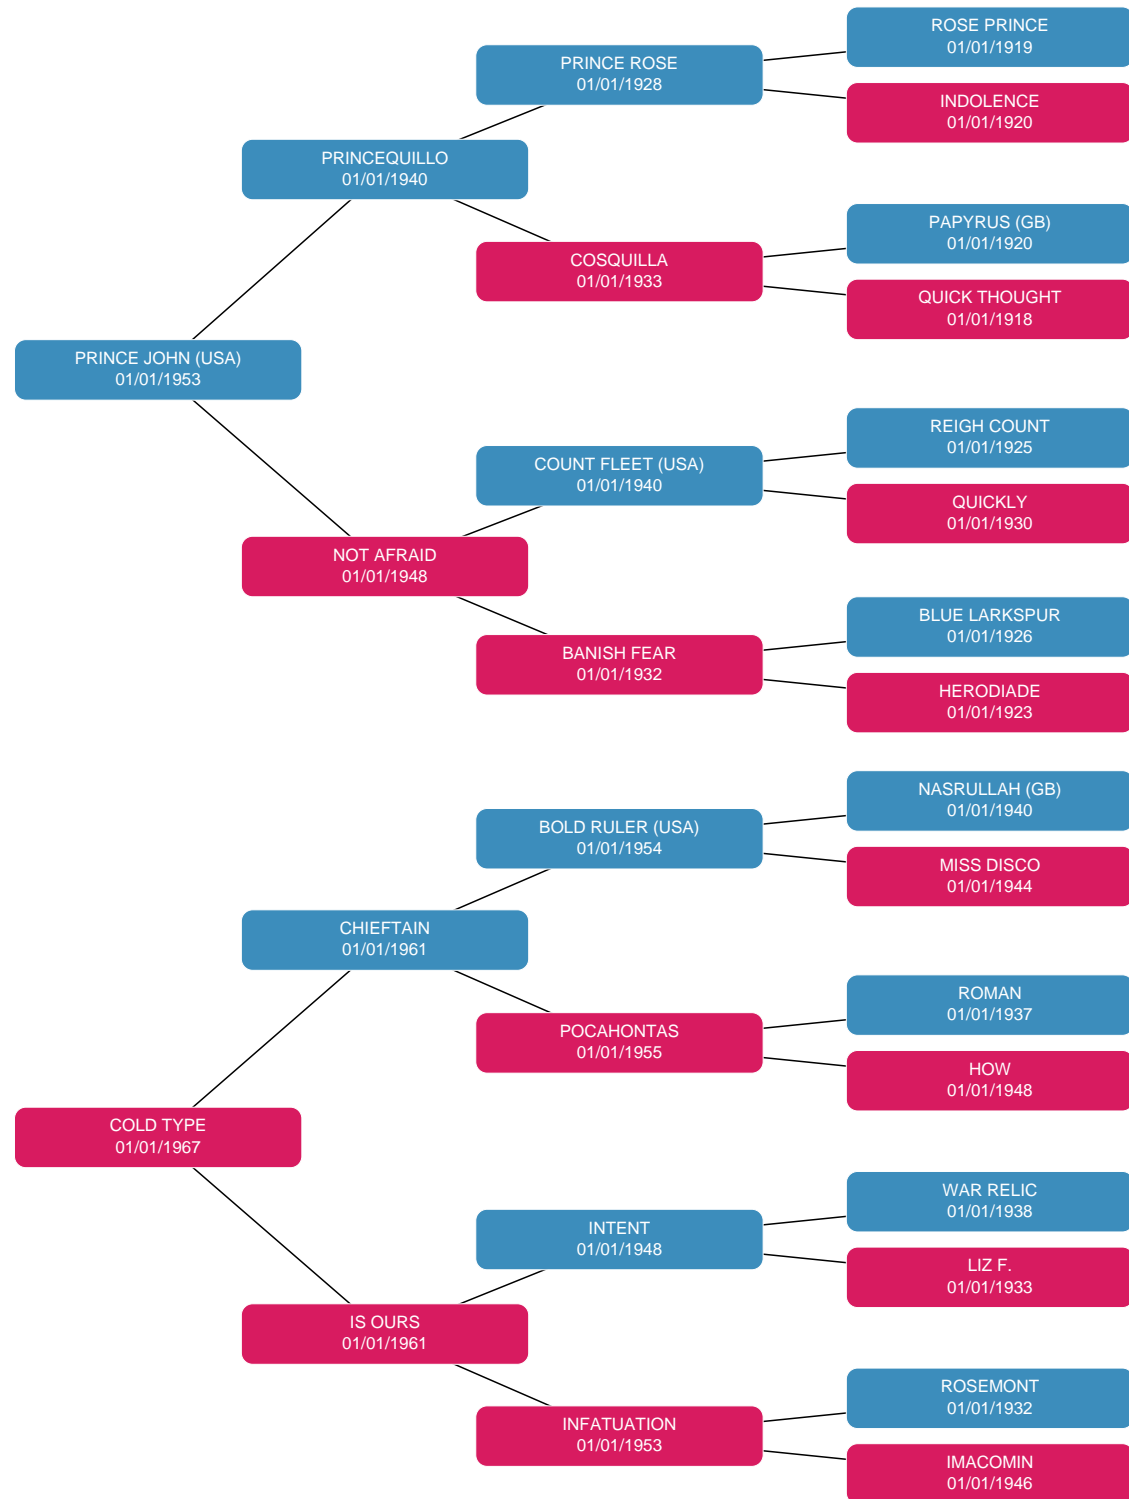 ROSE PRINCE
01/01/1919
PRINCE ROSE
01/01/1928
INDOLENCE
01/01/1920
PRINCEQUILLO
01/01/1940
PAPYRUS (GB)
01/01/1920
COSQUILLA
01/01/1933
QUICK THOUGHT
01/01/1918
PRINCE JOHN (USA)
01/01/1953
REIGH COUNT
01/01/1925
COUNT FLEET (USA)
01/01/1940
QUICKLY
01/01/1930
NOT AFRAID
01/01/1948
BLUE LARKSPUR
01/01/1926
BANISH FEAR
01/01/1932
HERODIADE
01/01/1923
NASRULLAH (GB)
01/01/1940
BOLD RULER (USA)
01/01/1954
MISS DISCO
01/01/1944
CHIEFTAIN
01/01/1961
ROMAN
01/01/1937
POCAHONTAS
01/01/1955
HOW
01/01/1948
COLD TYPE
01/01/1967
WAR RELIC
01/01/1938
INTENT
01/01/1948
LIZ F.
01/01/1933
IS OURS
01/01/1961
ROSEMONT
01/01/1932
INFATUATION
01/01/1953
IMACOMIN
01/01/1946